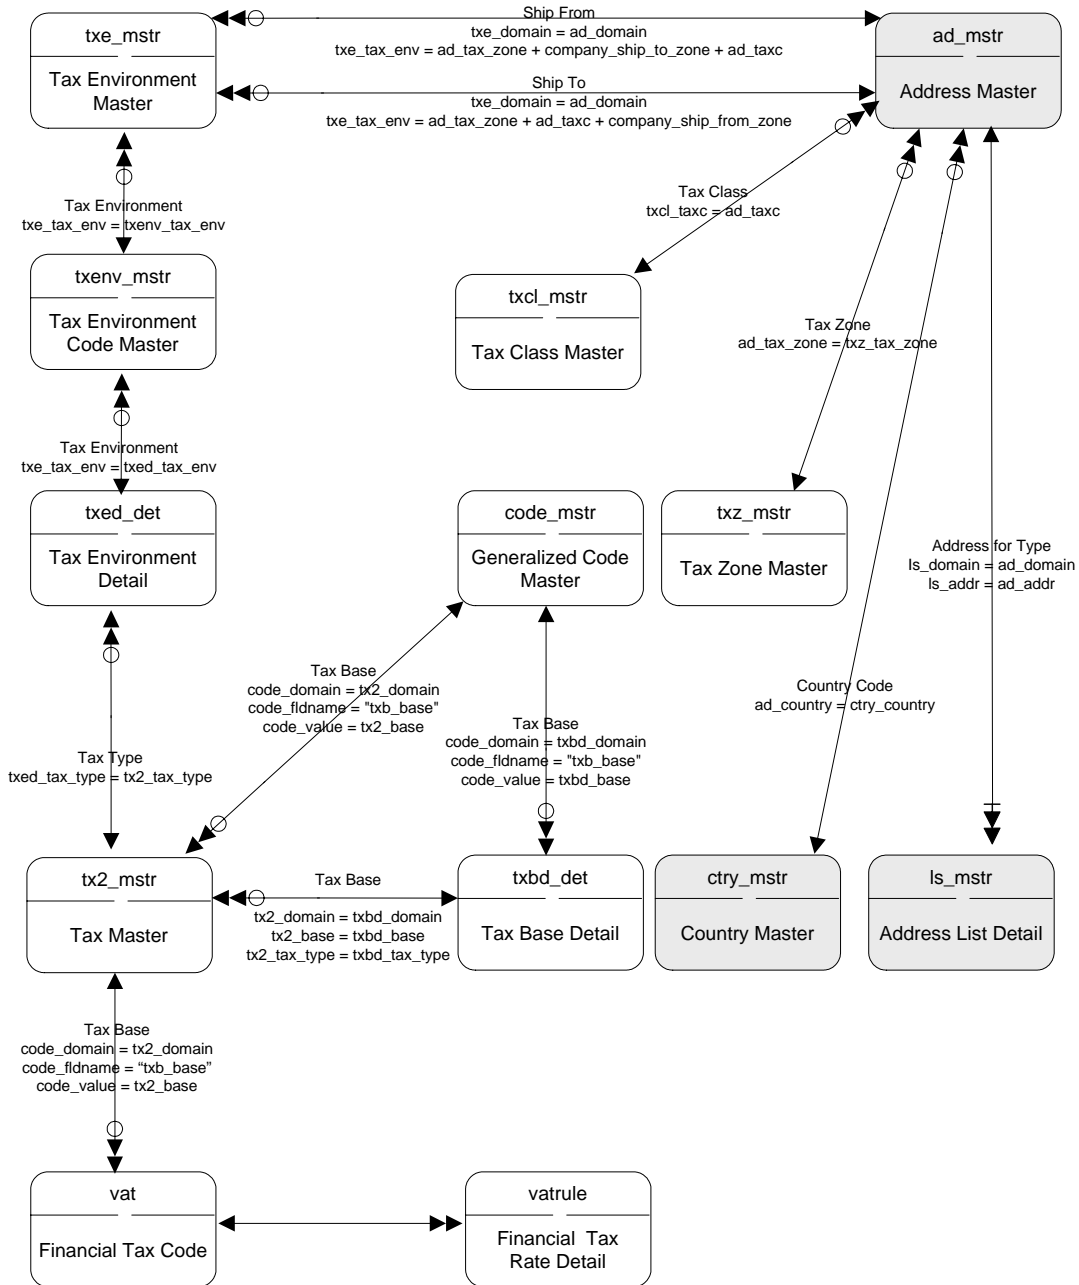 Ship From
txe_domain = ad_domain
txe_tax_env = ad_tax_zone + company_ship_to_zone + ad_taxc
txe_mstr
Tax Environment
Master
ad_mstr
Address Master
Ship To
txe_domain = ad_domain
txe_tax_env = ad_tax_zone + ad_taxc + company_ship_from_zone
Tax Class
txcl_taxc = ad_taxc
Tax Environment
txe_tax_env = txenv_tax_env
txenv_mstr
Tax Environment
Code Master
txcl_mstr
Tax Class Master
Tax Zone
ad_tax_zone = txz_tax_zone
Tax Environment
txe_tax_env = txed_tax_env
txed_det
Tax Environment
Detail
code_mstr
Generalized Code
Master
txz_mstr
Tax Zone Master
Address for Type
ls_domain = ad_domain
ls_addr = ad_addr
Tax Base
code_domain = tx2_domain
code_fldname = "txb_base"
code_value = tx2_base
Country Code
ad_country = ctry_country
Tax Base
code_domain = txbd_domain
code_fldname = "txb_base"
code_value = txbd_base
Tax Type
txed_tax_type = tx2_tax_type
tx2_mstr
Tax Master
Tax Base
tx2_domain = txbd_domain
tx2_base = txbd_base
tx2_tax_type = txbd_tax_type
txbd_det
Tax Base Detail
ctry_mstr
Country Master
ls_mstr
Address List Detail
Tax Base
code_domain = tx2_domain
code_fldname = “txb_base”
code_value = tx2_base
vat
Financial Tax Code
vatrule
Financial Tax
Rate Detail